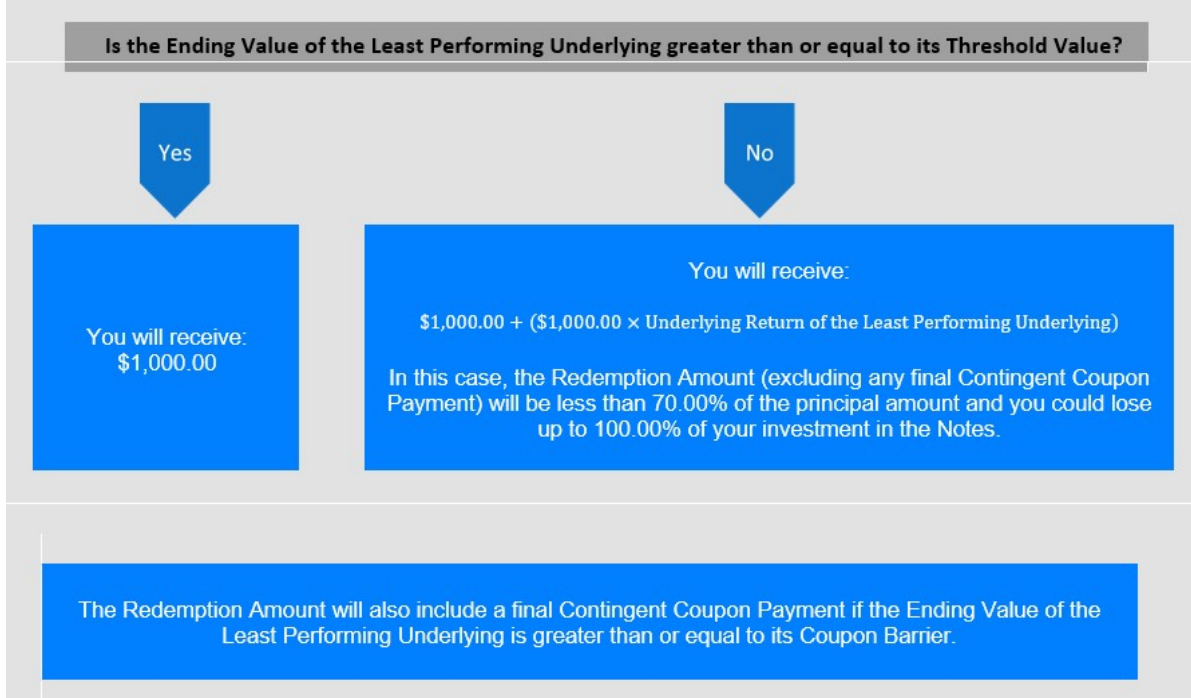 Is the Ending Value of the Least Performing Underlying greater than or equal to its Threshold Value?
Yes
No
You will receive:
$1,000.00
You will receive:
$1,000.00 + ($1,000.00 × Underlying Return of the Least Performing Underlying)
In this case, the Redemption Amount (excluding any final Contingent Coupon
Payment) will be less than 70.00% of the principal amount and you could lose
up to 100.00% of your investment in the Notes.
The Redemption Amount will also include a final Contingent Coupon Payment if the Ending Value of the
Least Performing Underlying is greater than or equal to its Coupon Barrier.